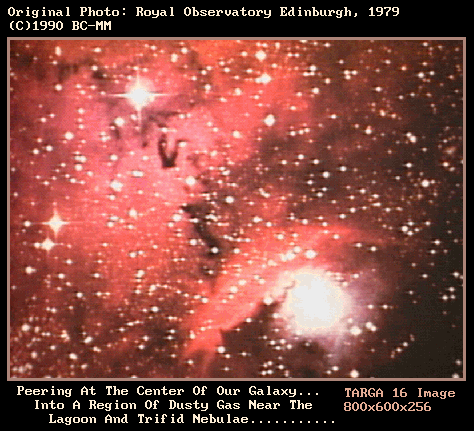 Original Photo: Royal Observatory Edinburgh, 1979
(C)1990 BC-MM
Peering At The Center Of Our Galaxy...
Into A Region Of Dusty Gas Near The
Lagoon And Trifid Nebulae...........
TARGA 16 Image
800x600x256